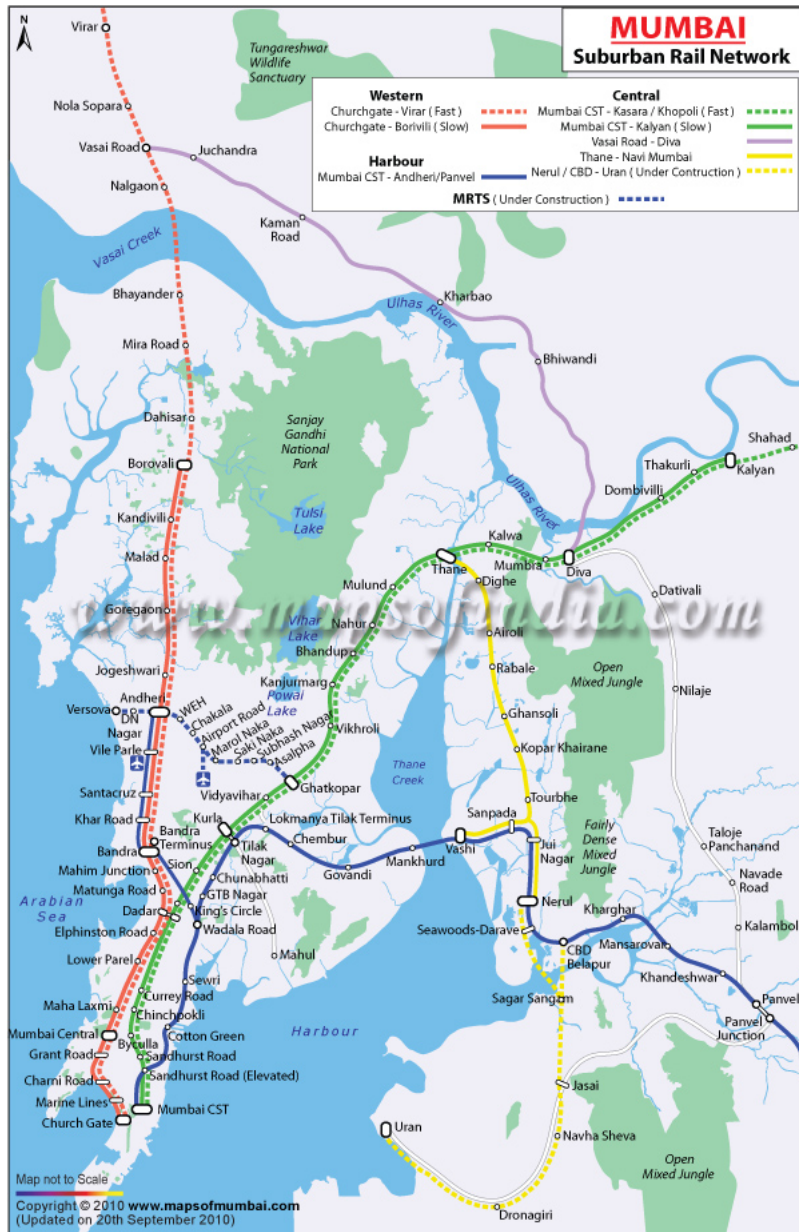 N
MUMBAI
Suburban Rail Network
Western
Churchgate - Virar ( Fast )
Churchgate - Borivili ( Slow )
Harbour
Mumbai CST - Andheri/Panvel
Central
Mumbai CST - Kasara / Khopoli ( Fast )
Mumbai CST - Kalyan ( Slow )
Vasai Road - Diva
Thane - Navi Mumbai
Nerul / CBD - Uran ( Under Contruction )
MRTS ( Under Construction )
Virar
Tungareshwar
Wildlife
Sanctuary
Nola Sopara
Vasai Road
Juchandra
Nalgaon
Kaman
Road
Vasai Creek
Bhayander
Ulhas River
Kharbao
Mira Road
Bhiwandi
Dahisar
Sanjay
Gandhi
National
Park
Borovali
Shahad
Thakurli
Kalyan
Dombivilli
Ulhas River
Kandivili
Tulsi
Lake
Kalwa
Malad
Thane
Mumbra
Diva
Dighe
Mulund
Dativali
www.mapsofindia.com
Goregaon
Vihar
Lake
Nahur
Airoli
Bhandup
Rabale
Open
Mixed Jungle
Jogeshwari
Kanjurmarg
Powai
Lake
Nilaje
Andheri
Versova
DN
Nagar
WEH
Chakala
Airport Road
Marol Naka
Saki Naka
Subhash Nagar
Asalpha
Vikhroli
Ghansoli
Vile Parle
Kopar Khairane
Thane
Creek
Ghatkopar
Santacruz
Vidyavihar
Tourbhe
Khar Road
Kurla
Lokmanya Tilak Terminus
Sanpada
Fairly
Dense
Mixed
Jungle
Bandra
Terminus
Tilak
Nagar
Chembur
Vashi
Jui
Nagar
Taloje
Panchanand
Bandra
Mankhurd
Govandi
Mahim Junction
Sion
Chunabhatti
Matunga Road
GTB Nagar
Navade
Road
Arabian
Sea
Dadar
King's Circle
Nerul
Kharghar
Elphinston Road
Wadala Road
Seawoods-Darave
Kalamboli
Mahul
CBD
Belapur
Mansarovar
Lower Parel
Khandeshwar
Sewri
Currey Road
Sagar Sangam
Maha Laxmi
Chinchpokli
Panvel
Panvel
Junction
Mumbai Central
Cotton Green
Harbour
Byculla
Grant Road
Sandhurst Road
Charni Road
Sandhurst Road (Elevated)
Jasai
Marine Lines
Mumbai CST
Church Gate
Uran
Navha Sheva
Open
Mixed Jungle
Dronagiri
Map not to Scale
Copyright © 2010 www.mapsofmumbai.com
(Updated on 20th September 2010)